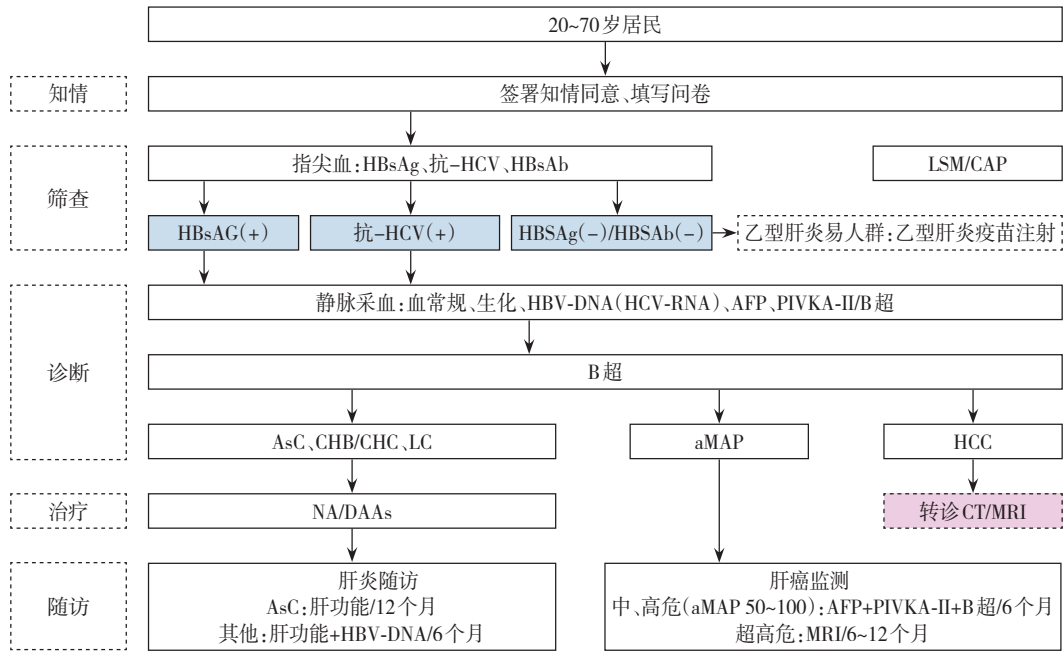 20~70岁居民
知情
签署知情同意、填写问卷
筛查
指尖血:HBsAg、抗-HCV、HBsAb
LSM/CAP
HBsAG(+)
抗-HCV(+)
HBSAg(-)/HBSAb(-)
乙型肝炎易人群:乙型肝炎疫苗注射
诊断
静脉采血:血常规、生化、HBV-DNA(HCV-RNA)、AFP、PIVKA-II/B超
B超
AsC、CHB/CHC、LC
aMAP
HCC
治疗
NA/DAAs
转诊CT/MRI
随访
肝炎随访
AsC:肝功能/12个月
其他:肝功能+HBV-DNA/6个月
肝癌监测
中、高危(aMAP 50~100):AFP+PIVKA-II+B超/6个月
超高危:MRI/6~12个月